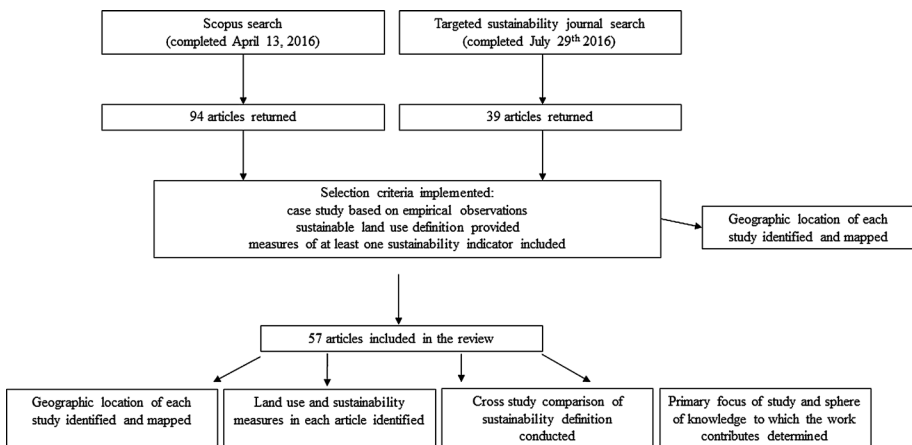 Scopus search
(completed April 13, 2016)
Targeted sustainability journal search
(completed July 29th 2016)
94 articles returned
39 articles returned
Selection criteria implemented:
case study based on empirical observations
sustainable land use definition provided
measures of at least one sustainability indicator included
Geographic location of each
study identified and mapped
57 articles included in the review
Geographic location of each
study identified and mapped
Land use and sustainability
measures in each article identified
Cross study comparison of
sustainability definition
conducted
Primary focus of study and sphere
of knowledge to which the work
contributes determined